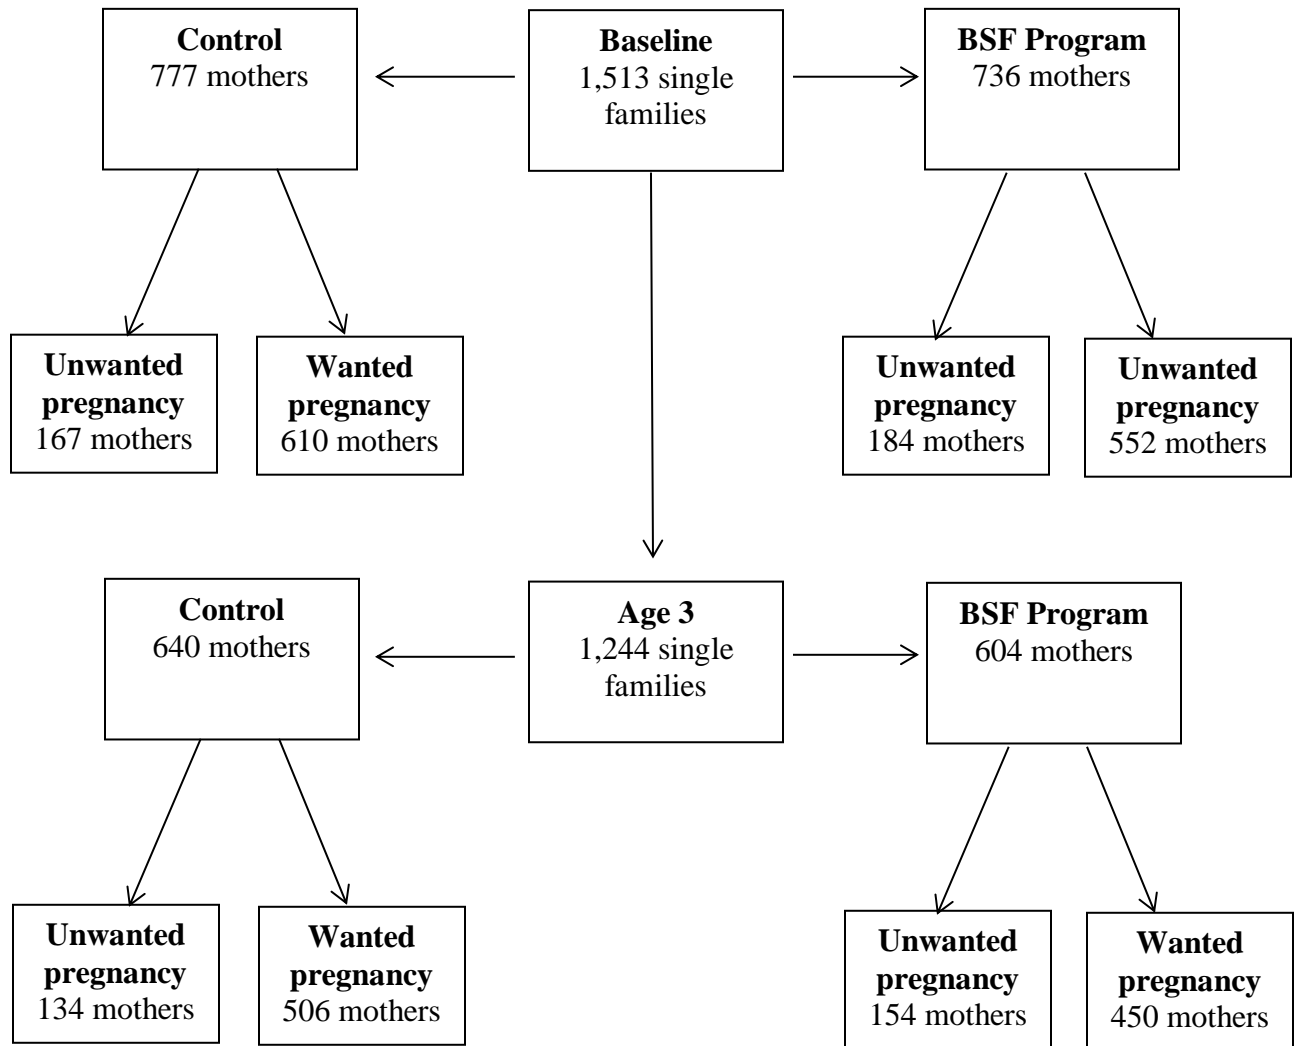 Control
777 mothers
Baseline
1,513 single
families
BSF Program
736 mothers
Unwanted
pregnancy
167 mothers
Wanted
pregnancy
610 mothers
Unwanted
pregnancy
184 mothers
Unwanted
pregnancy
552 mothers
Control
640 mothers
Age 3
1,244 single
families
BSF Program
604 mothers
Unwanted
pregnancy
134 mothers
Wanted
pregnancy
506 mothers
Unwanted
pregnancy
154 mothers
Wanted
pregnancy
450 mothers